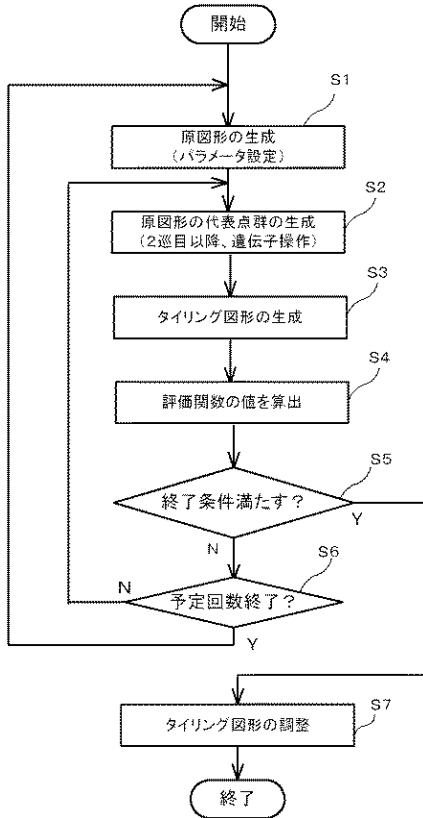 開始
S1
原図形の生成
(パラメータ設定)
S2
原図形の代表点群の生成
(2巡目以降、遺伝子操作)
S3
タイリング図形の生成
S4
評価関数の値を算出
S5
終了条件満たす?
Y
N
S6
予定回数終了?
N
Y
S7
タイリング図形の調整
終了